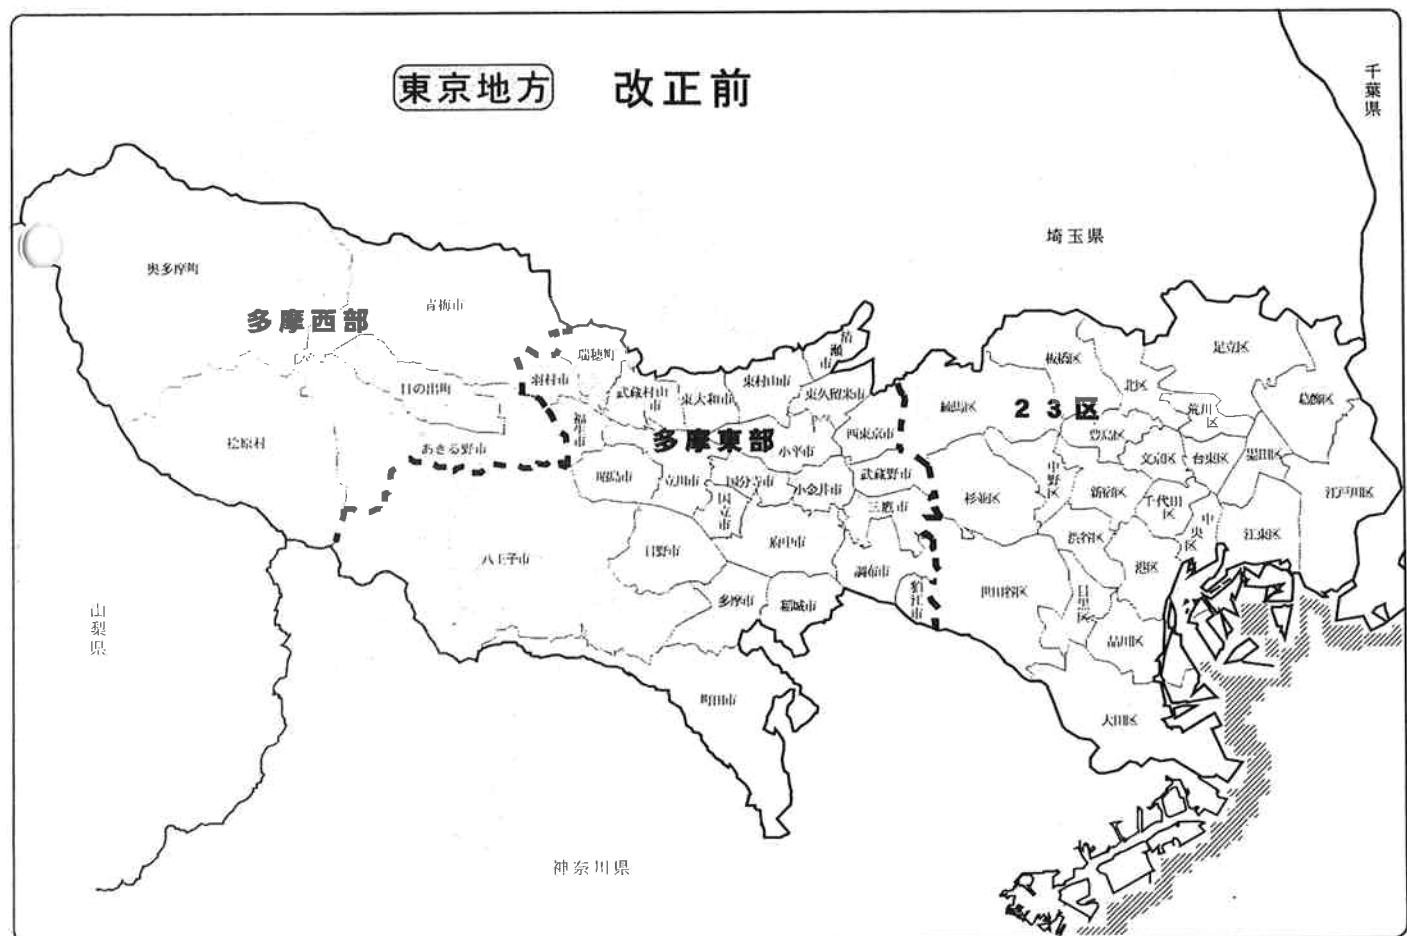 東京地方 改正前
千葉県
埼玉県
奥多摩町
青梅市
多摩西部
瑞穂町
清瀬市
足立区
板橋区
羽村市
日の出町
武蔵村山市
東大和市
東村山市
東久留米市
練馬区
北区
荒川区
葛飾区
23区
桧原村
あきる野市
福生市
多摩東部
小平市
西東京市
豊島区
文京区
台東区
墨田区
昭島市
立川市
国分寺市
小金井市
武蔵野市
中野区
杉並区
新宿区
千代田区
江戸川区
国立市
三鷹市
渋谷区
中央区
江東区
八王子市
日野市
府中市
調布市
港区
狛江市
世田谷区
目黒区
多摩市
稲城市
山梨県
品川区
町田市
大田区
神奈川県